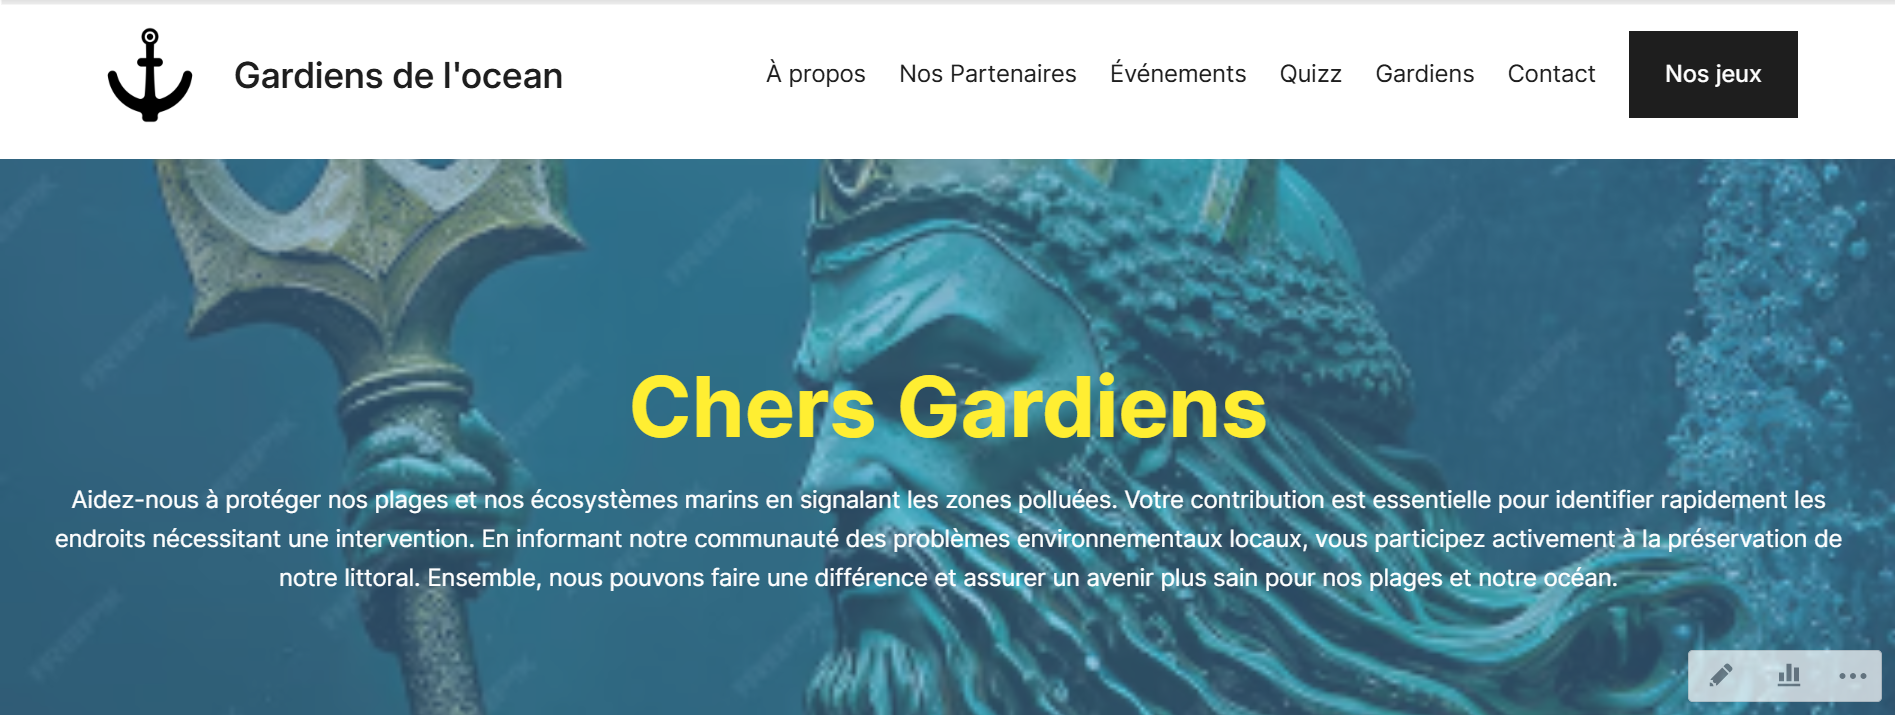 Gardiens de l'ocean
À propos
Nos Partenaires
Événements
Quizz
Gardiens
Contact
Nos jeux
Chers Gardiens
Aidez-nous à protéger nos plages et nos écosystèmes marins en signalant les zones polluées. Votre contribution est essentielle pour identifier rapidement les
endroits nécessitant une intervention. En informant notre communauté des problèmes environnementaux locaux, vous participez activement à la préservation de
notre littoral. Ensemble, nous pouvons faire une différence et assurer un avenir plus sain pour nos plages et notre océan.